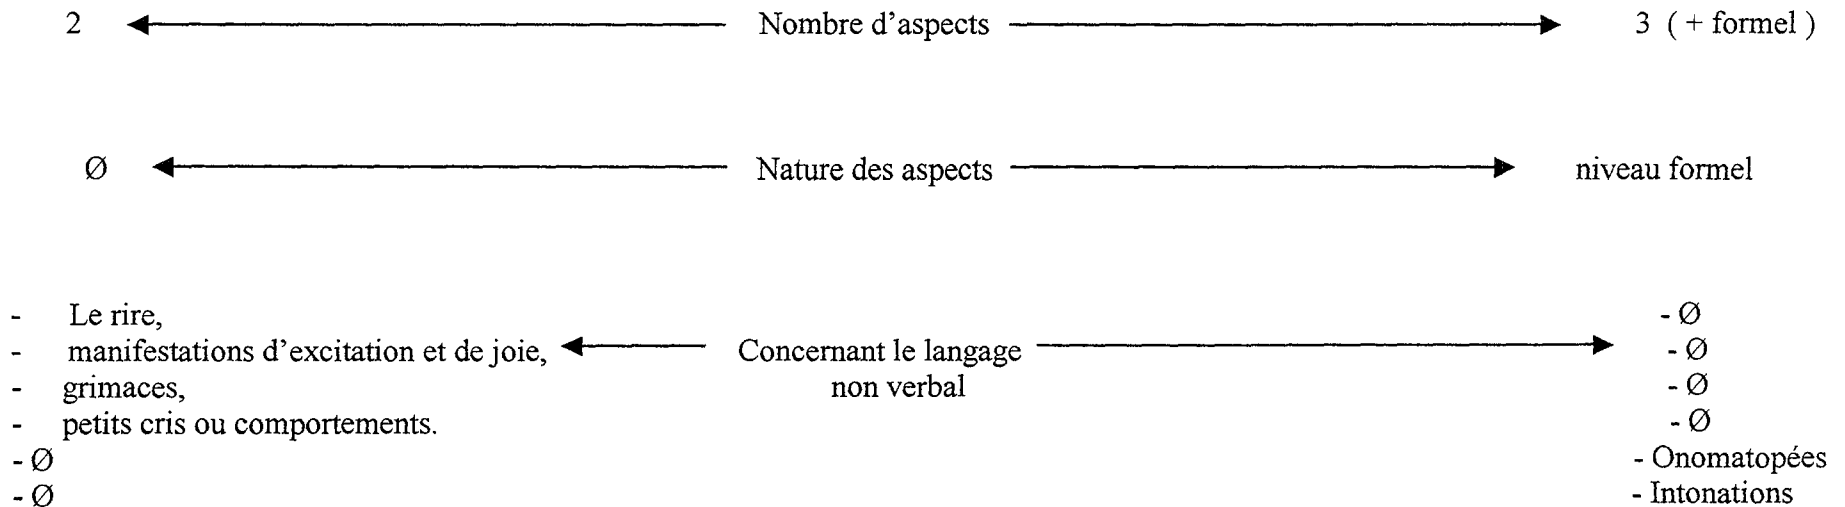 2 Nombre d'aspects 3 ( + formel )
Ø Nature des aspects niveau formel
- Le rire, - Ø
- manifestations d'excitation et de joie, Concernant le langage - Ø
- grimaces, non verbal - Ø
- petits cris ou comportements. - Ø
- Ø - Onomatopées
- Ø - Intonations